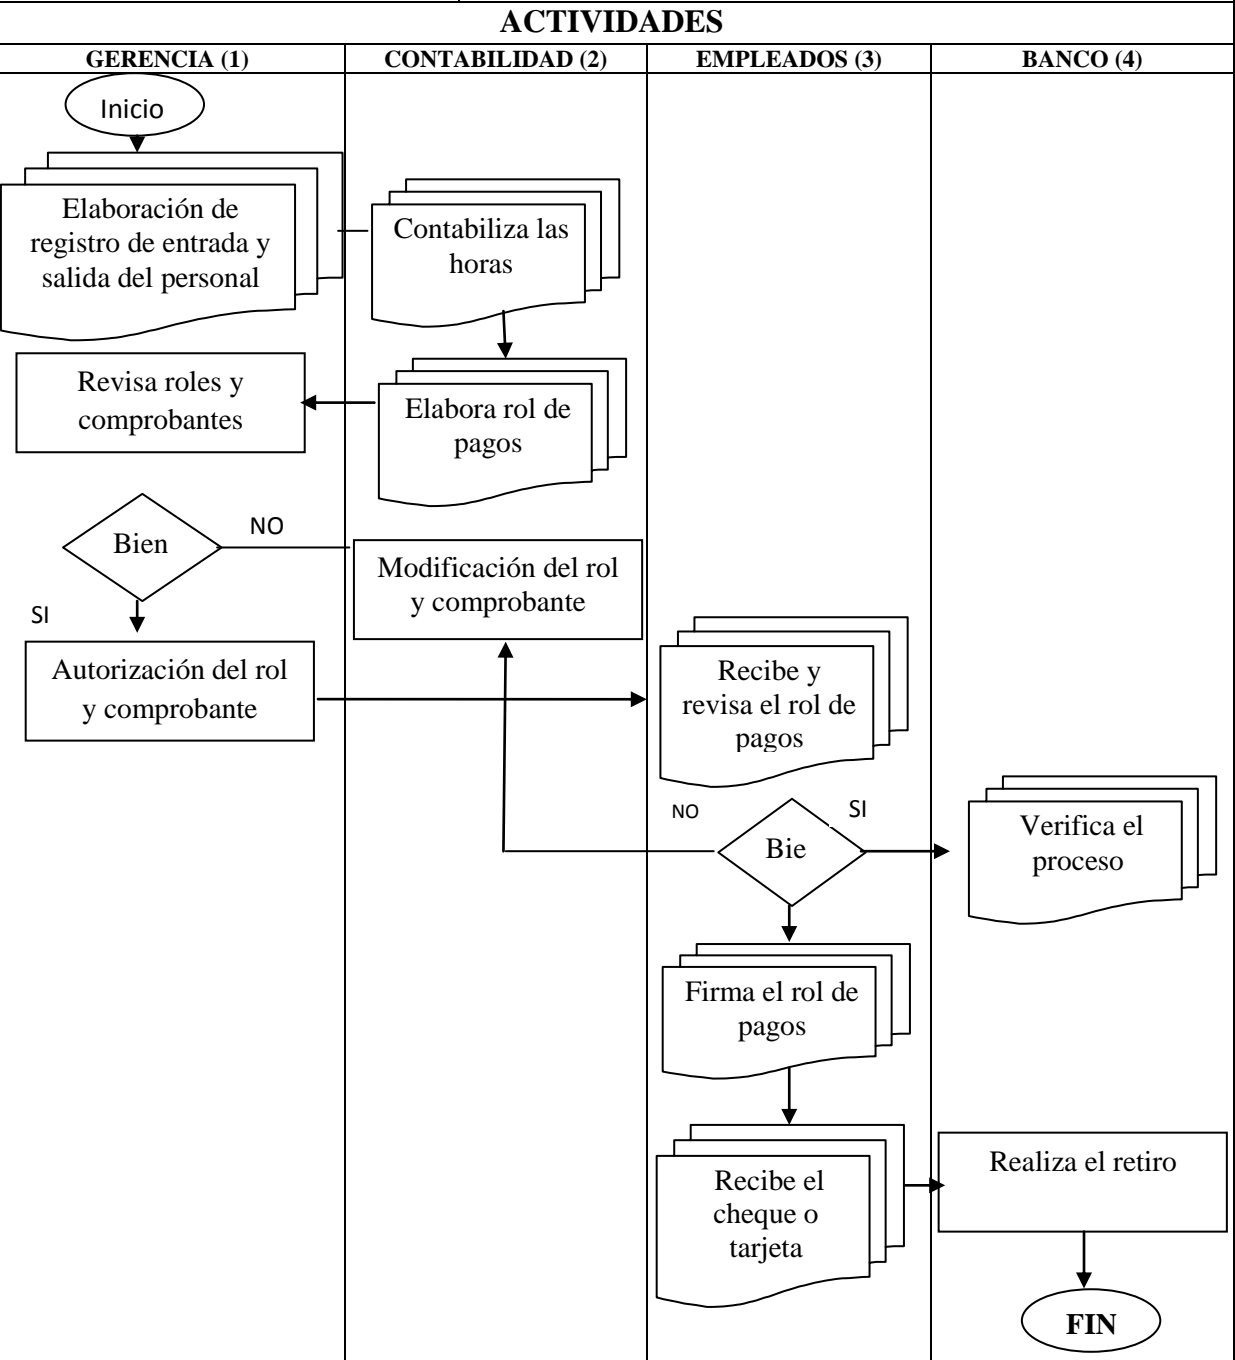 ACTIVIDADES
GERENCIA (1)
CONTABILIDAD (2)
EMPLEADOS (3)
BANCO (4)
Inicio
Elaboración de
registro de entrada y
salida del personal
Contabiliza las
horas
Revisa roles y
comprobantes
Elabora rol de
pagos
Bien
NO
SI
Modificación del rol
y comprobante
Autorización del rol
y comprobante
Recibe y
revisa el rol de
pagos
NO
Bie
SI
Verifica el
proceso
Firma el rol de
pagos
Recibe el
cheque o
tarjeta
Realiza el retiro
FIN